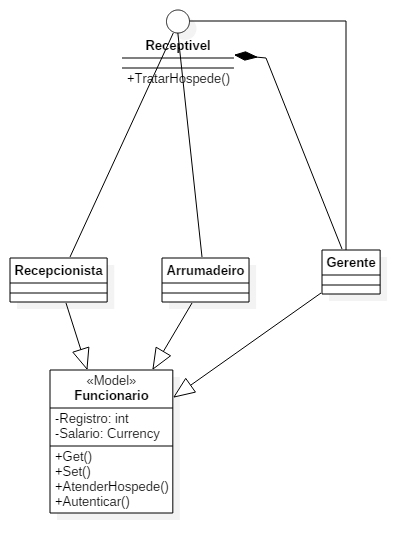 Receptivel
+TratarHospede()
Recepcionista
Arrumadeiro
Gerente
«Model»
Funcionario
-Registro: int
-Salario: Currency
+Get()
+Set()
+AtenderHospede()
+Autenticar()